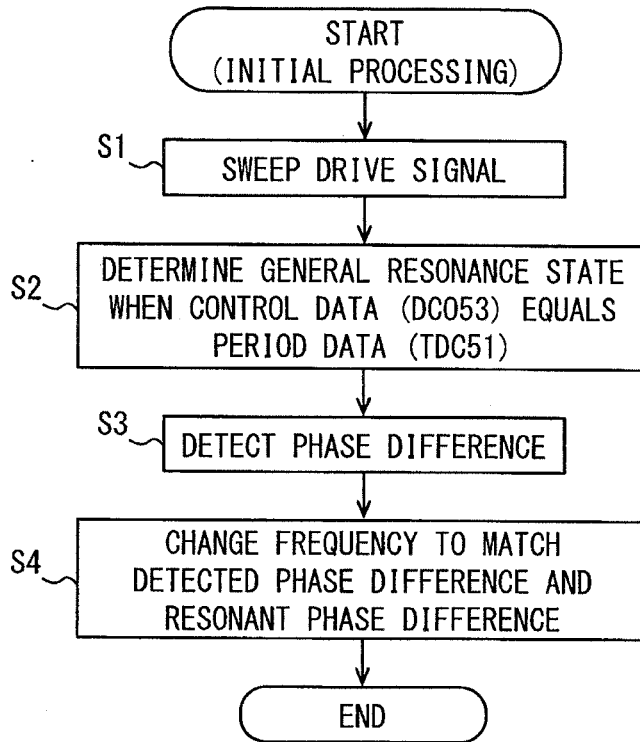 START
(INITIAL PROCESSING)
S1
SWEEP DRIVE SIGNAL
S2
DETERMINE GENERAL RESONANCE STATE
WHEN CONTROL DATA (DCO53) EQUALS
PERIOD DATA (TDC51)
S3
DETECT PHASE DIFFERENCE
S4
CHANGE FREQUENCY TO MATCH
DETECTED PHASE DIFFERENCE AND
RESONANT PHASE DIFFERENCE
END